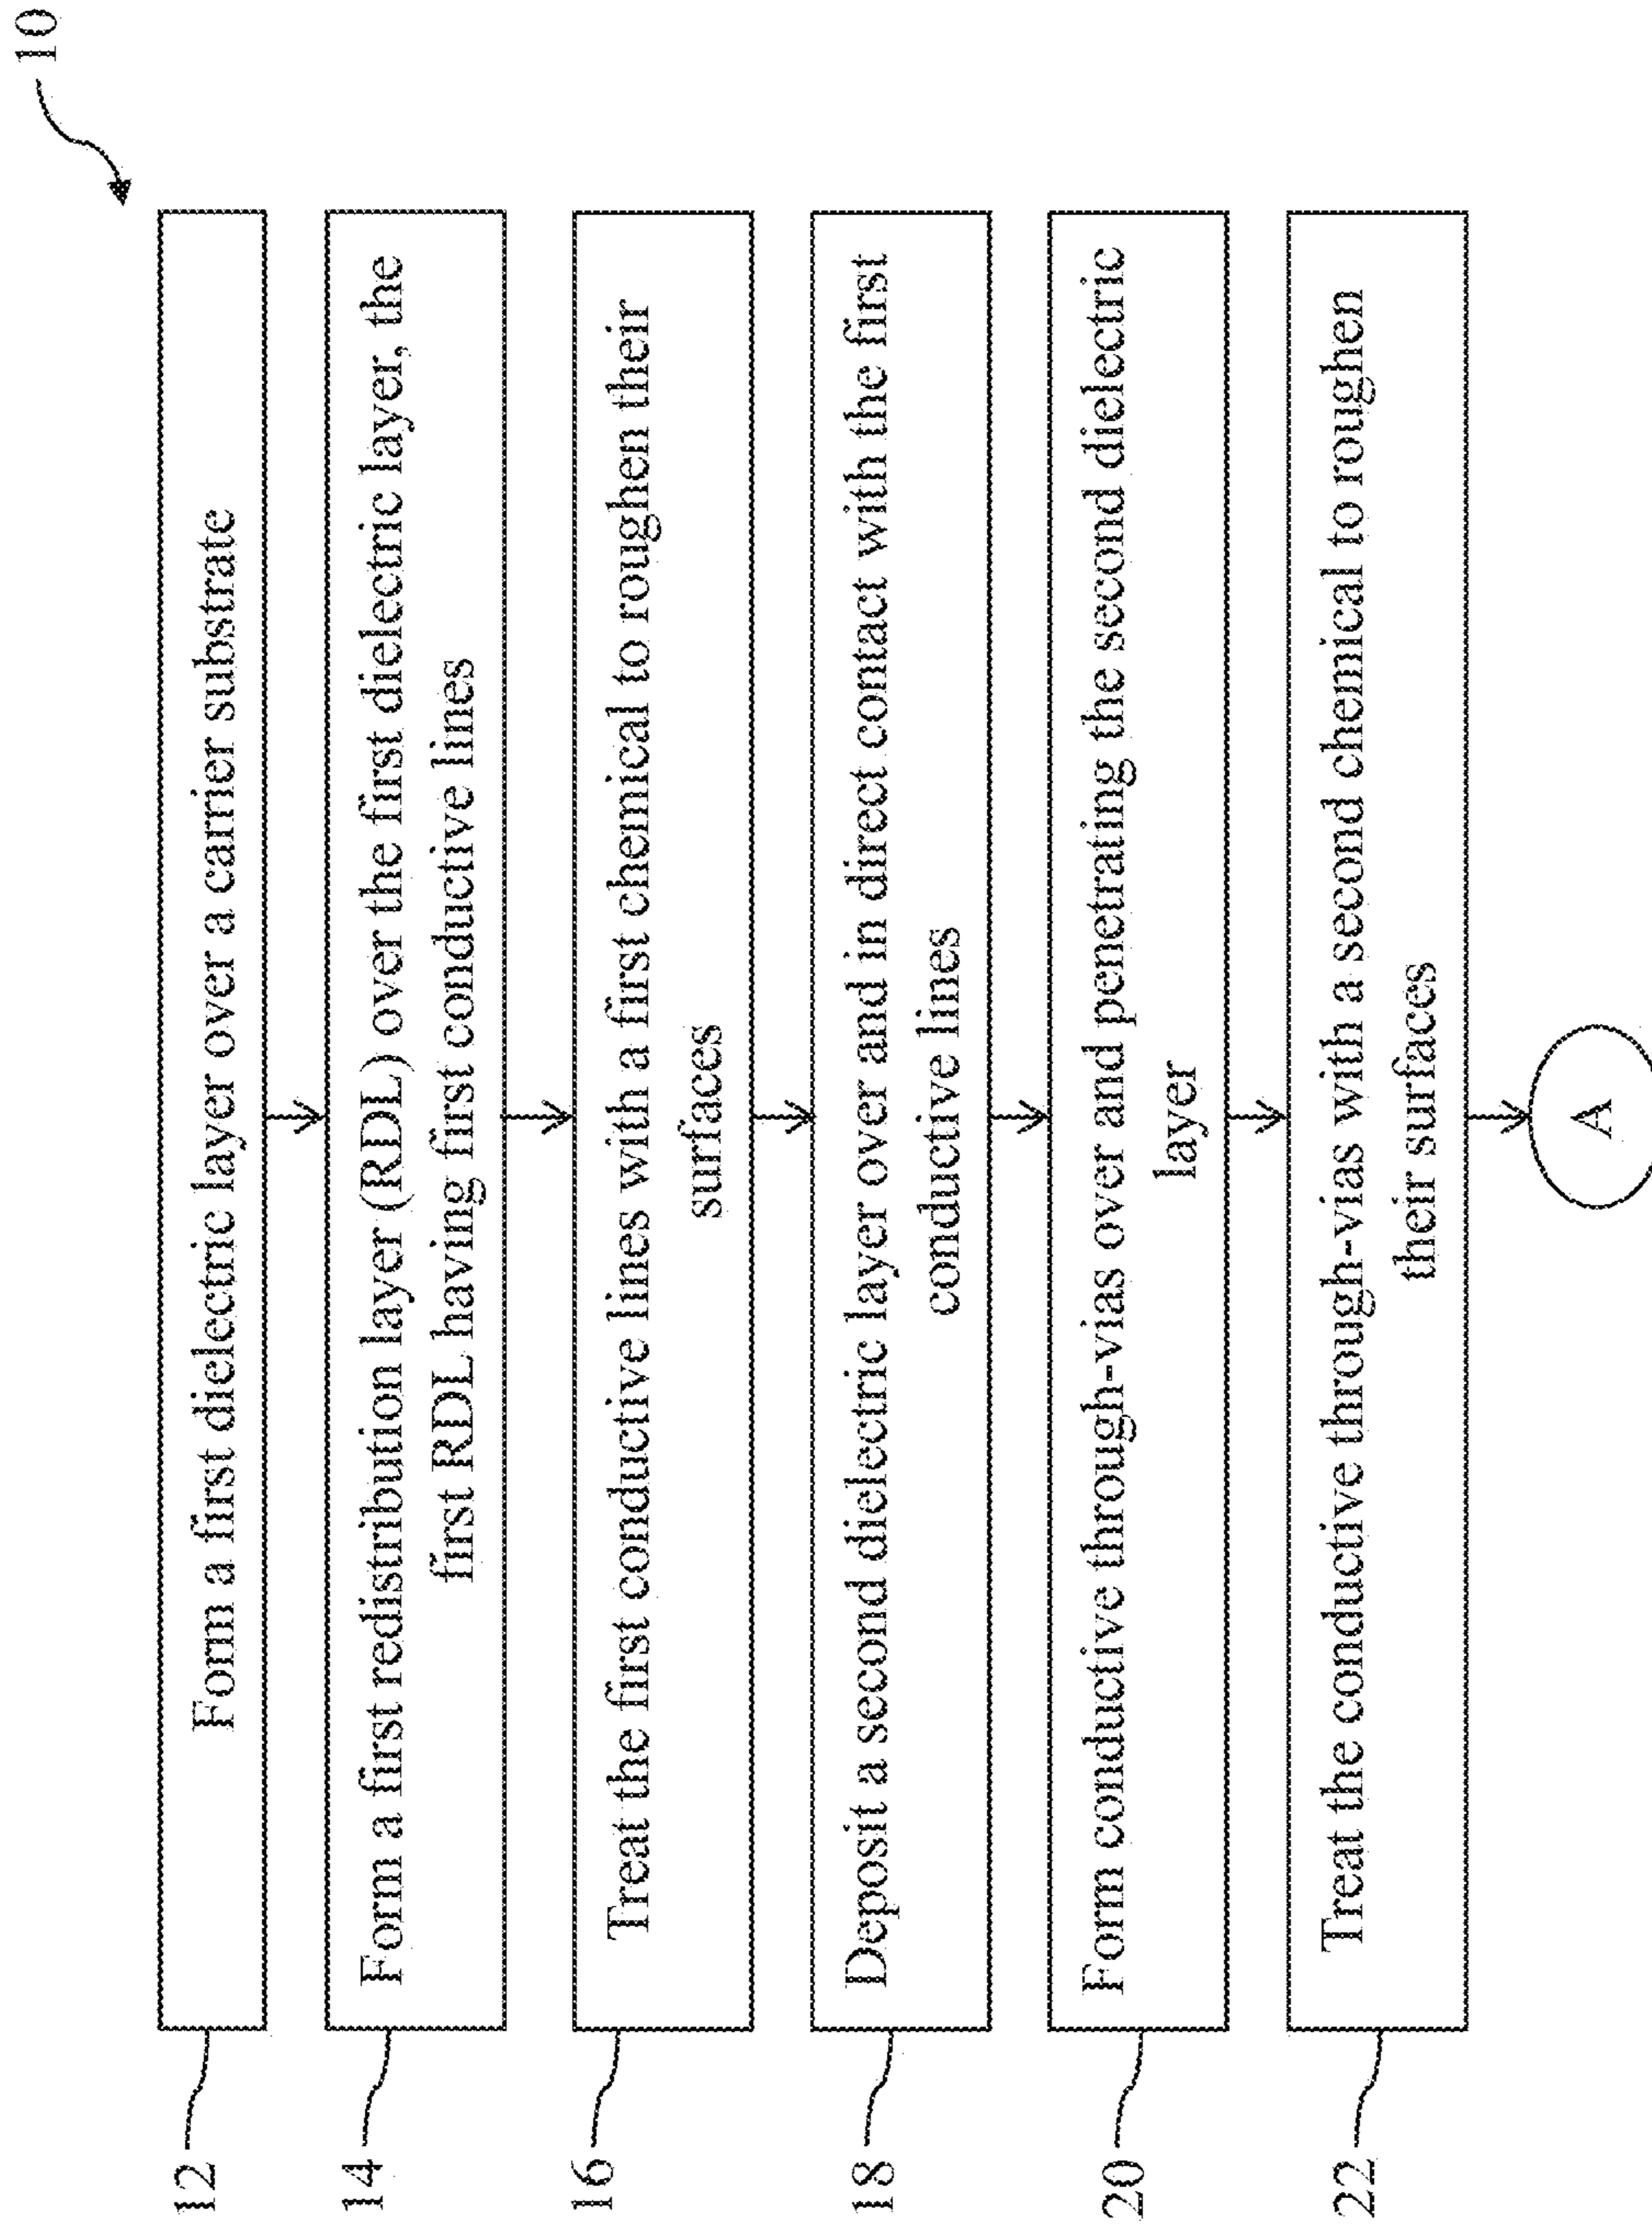 10
12
Form a first dielectric layer over a carrier substrate
14
Form a first redistribution layer (RDL) over the first dielectric layer, the
first RDL having first conductive lines
16
Treat the first conductive lines with a first chemical to roughen their
surfaces
18
Deposit a second dielectric layer over and in direct contact with the first
conductive lines
20
Form conductive through-vias over and penetrating the second dielectric
layer
22
Treat the conductive through-vias with a second chemical to roughen
their surfaces
A